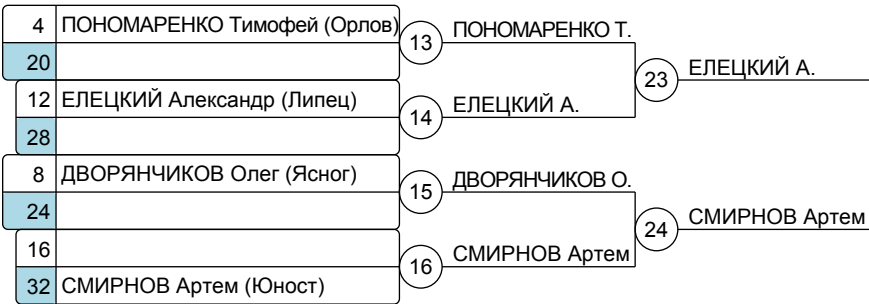 4 ПОНОМАРЕНКО Тимофей (Орлов)
20
13 ПОНОМАРЕНКО Т.
12 ЕЛЕЦКИЙ Александр (Липец)
28
14 ЕЛЕЦКИЙ А.
23 ЕЛЕЦКИЙ А.
8 ДВОРЯНЧИКОВ Олег (Ясног)
24
15 ДВОРЯНЧИКОВ О.
16
32 СМИРНОВ Артем (Юност)
16 СМИРНОВ Артем
24 СМИРНОВ Артем